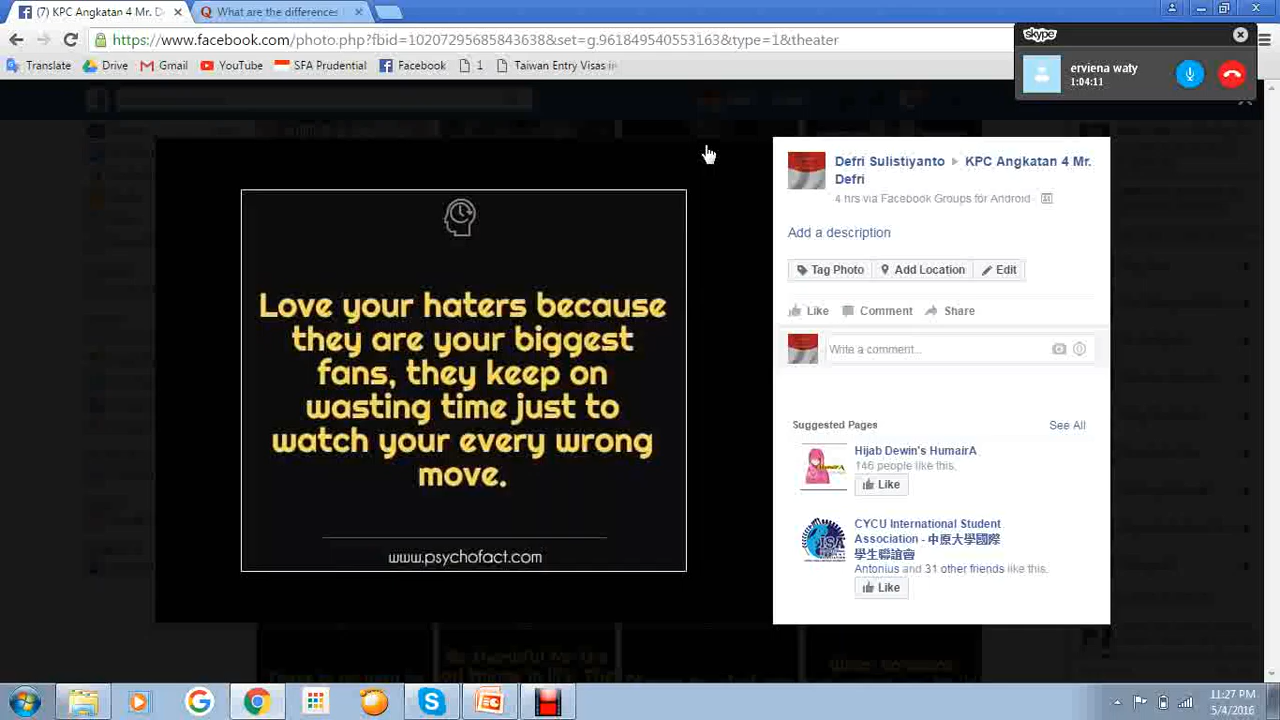 (7) KPC Angkatan 4 Mr. D
What are the differences
https://www.facebook.com/
&type=1&theater
Translate
Drive
Gmail
YouTube
SFA Prudential
Facebook
1
Taiwan Entry Visas in
skype
erviena waty
1:04:11
Love your haters because
they are your biggest
fans, they keep on
wasting time just to
watch your every wrong
move.
www.psychofact.com
Defri Sulistiyanto ▸ KPC Angkatan 4 Mr.
Defri
4 hrs via Facebook Groups for Android
Add a description
Tag Photo
Add Location
Edit
Like
Comment
Share
Write a comment...
Suggested Pages
See All
Hijab Dewin's HumairA
146 people like this.
Like
CYCU International Student
Association - 中原大學國際
學生聯誼會
Antonius and 31 other friends like this.
Like
11:27 PM
5/4/2016